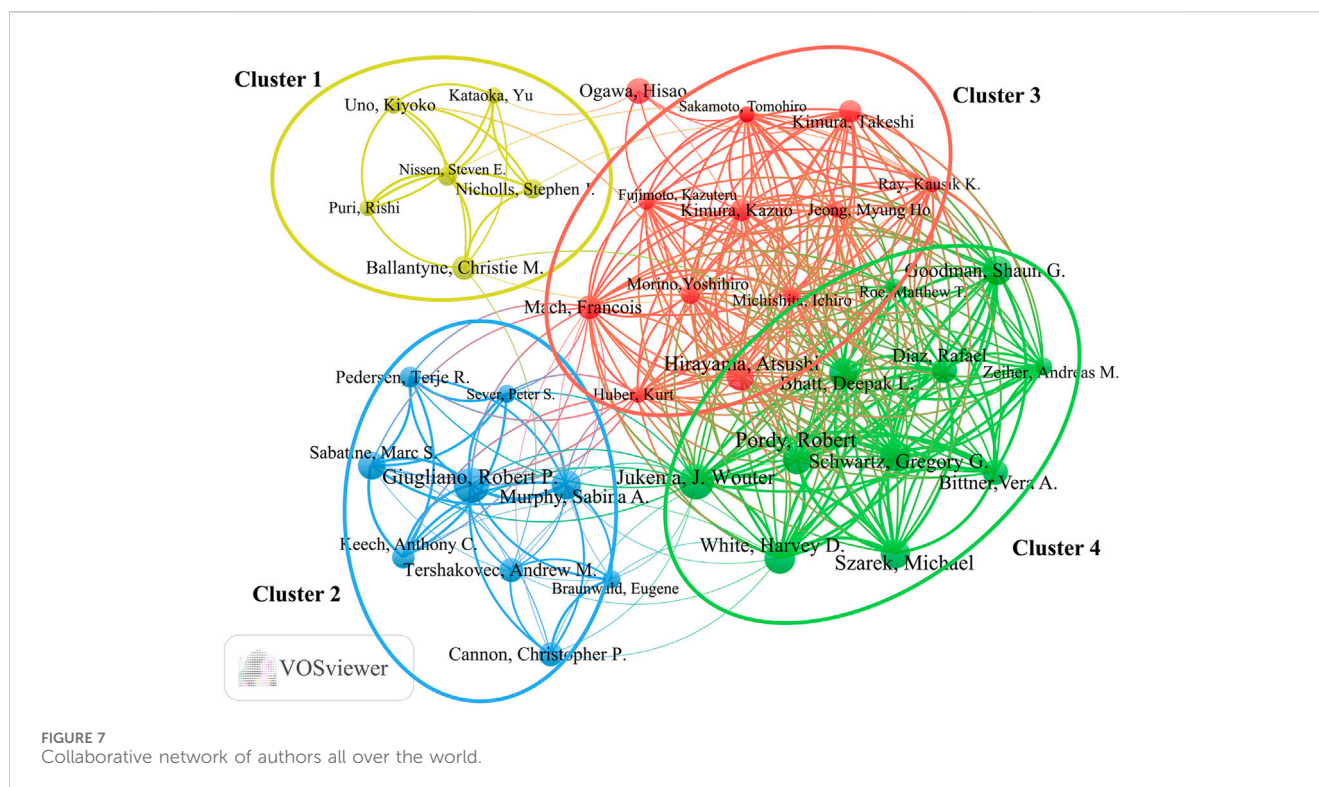 Cluster 1
Uno, Kiyoko
Kataoka, Yu
Nissen, Steven E.
Nicholls, Stephen J.
Puri, Rishi
Ballantyne, Christie M.
Ogawa, Hisao
Sakamoto, Tomohiro
Kimura, Takeshi
Cluster 3
Ray, Kausik K.
Fujimoto, Kazuteru
Kimura, Kazuo
Jeong, Myung Ho
Morino, Yoshihiro
Michishita, Ichiro
Mach, Francois
Hirayama, Atsushi
Huber, Kurt
Goodman, Shaun G.
Roe, Matthew T.
Diaz, Rafael
Zeiher, Andreas M.
Bhatt, Deepak L.
Pordy, Robert
Schwartz, Gregory G.
Bittner, Vera A.
Jukema, J. Wouter
White, Harvey D.
Szarek, Michael
Cluster 4
Pedersen, Terje R.
Sever, Peter S.
Sabatine, Marc S.
Giugliano, Robert P.
Murphy, Sabina A.
Keech, Anthony C.
Tershakovec, Andrew M.
Braunwald, Eugene
Cluster 2
Cannon, Christopher P.
VOSviewer
FIGURE 7
Collaborative network of authors all over the world.